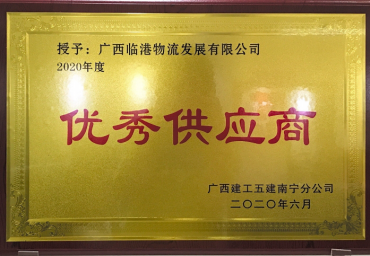 授予：广西临港物流发展有限公司
2020年度
优秀供应商
广西建工五建南宁分公司
二〇二〇年六月